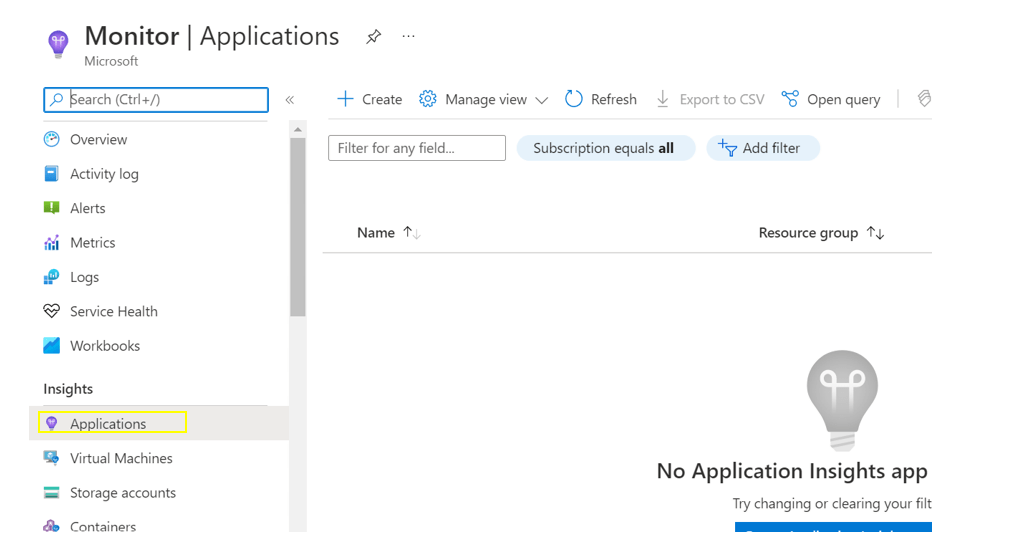 Monitor | Applications ...
Microsoft
Search (Ctrl+/) «
Create Manage view Refresh Export to CSV Open query
Overview
Activity log
Alerts
Metrics
Logs
Service Health
Workbooks
Insights
Applications
Virtual Machines
Storage accounts
Containers
Filter for any field... Subscription equals all Add filter
Name Resource group
No Application Insights app
Try changing or clearing your filt